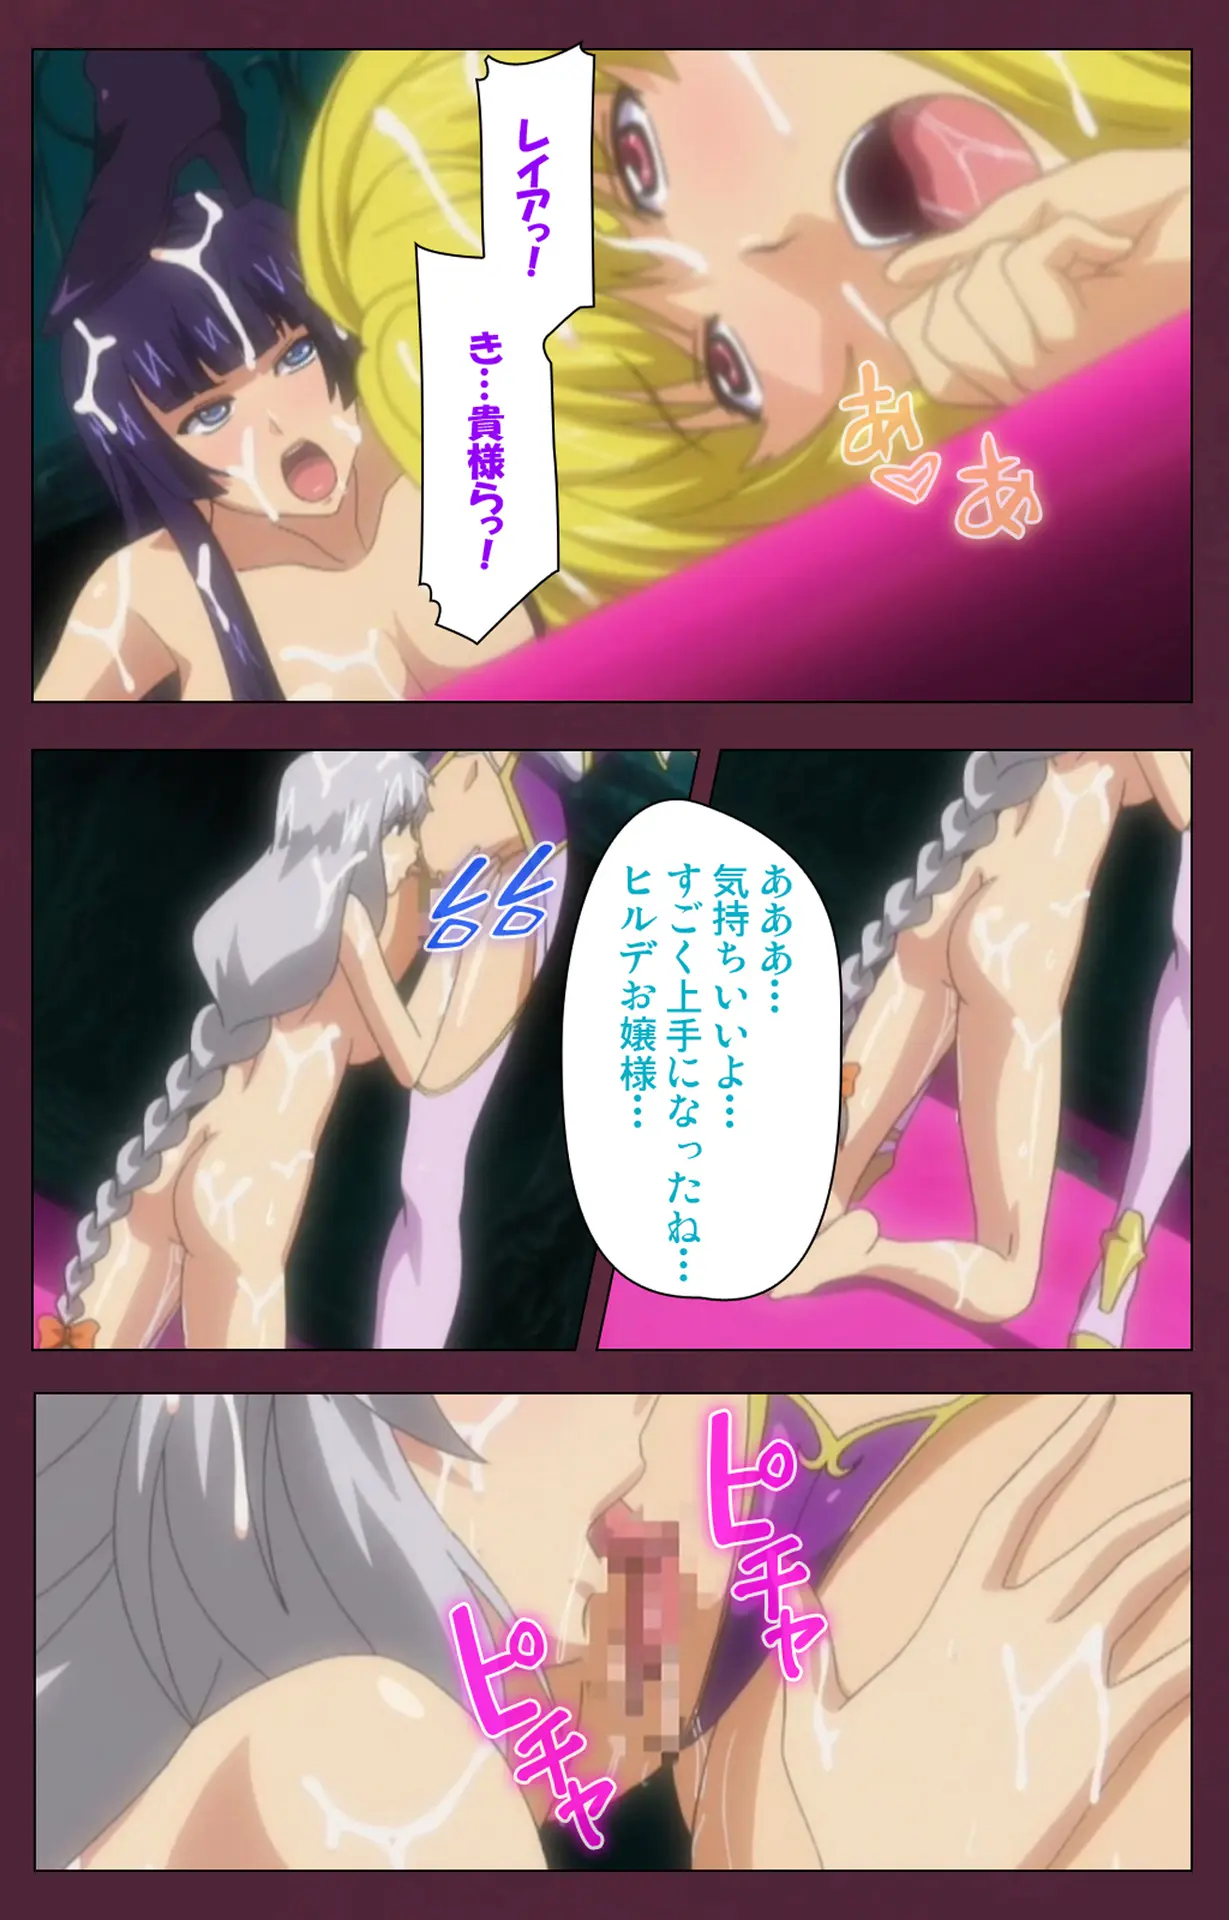 レイアっ！
き…貴様らっ！
あ♡あ
あああ…
気持ちいいよ…
すごく上手になったね…
ヒルデお嬢様…
ピチャ
ピチャ